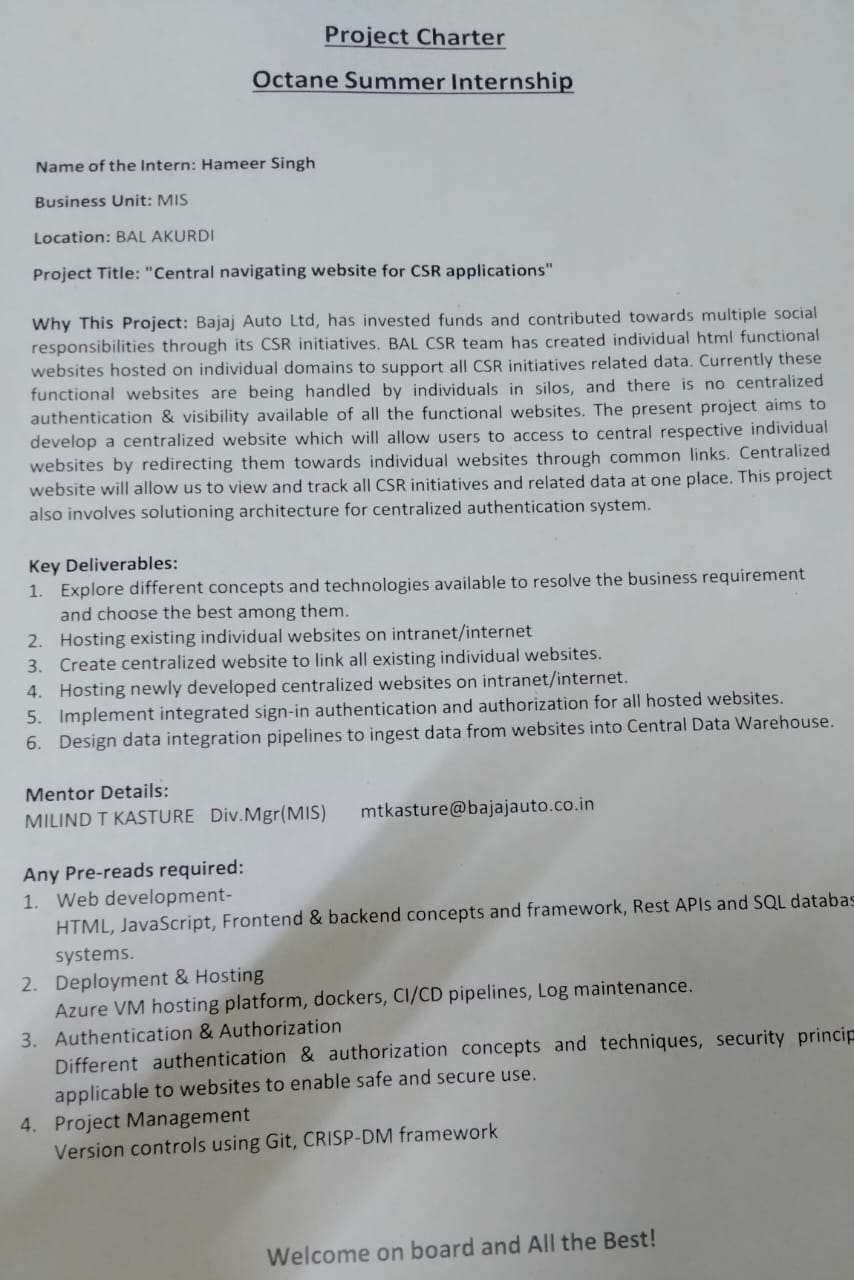 Project Charter
Octane Summer Internship
Name of the Intern: Hameer Singh
Business Unit: MIS
Location: BAL AKURDI
Project Title: "Central navigating website for CSR applications"
Why This Project: Bajaj Auto Ltd, has invested funds and contributed towards multiple social
responsibilities through its CSR initiatives. BAL CSR team has created individual html functional
websites hosted on individual domains to support all CSR initiatives related data. Currently these
functional websites are being handled by individuals in silos, and there is no centralized
authentication & visibility available of all the functional websites. The present project aims to
develop a centralized website which will allow users to access to central respective individual
websites by redirecting them towards individual websites through common links. Centralized
website will allow us to view and track all CSR initiatives and related data at one place. This project
also involves solutioning architecture for centralized authentication system.
Key Deliverables:
1. Explore different concepts and technologies available to resolve the business requirement
and choose the best among them.
2. Hosting existing individual websites on intranet/internet
3. Create centralized website to link all existing individual websites.
4. Hosting newly developed centralized websites on intranet/internet.
5. Implement integrated sign-in authentication and authorization for all hosted websites.
6. Design data integration pipelines to ingest data from websites into Central Data Warehouse.
Mentor Details:
MILIND T KASTURE Div.Mgr(MIS) mtkasture@bajajauto.co.in
Any Pre-reads required:
1. Web development-
HTML, JavaScript, Frontend & backend concepts and framework, Rest APIs and SQL databas
systems.
2. Deployment & Hosting
Azure VM hosting platform, dockers, CI/CD pipelines, Log maintenance.
3. Authentication & Authorization
Different authentication & authorization concepts and techniques, security princip
applicable to websites to enable safe and secure use.
4. Project Management
Version controls using Git, CRISP-DM framework
Welcome on board and All the Best!